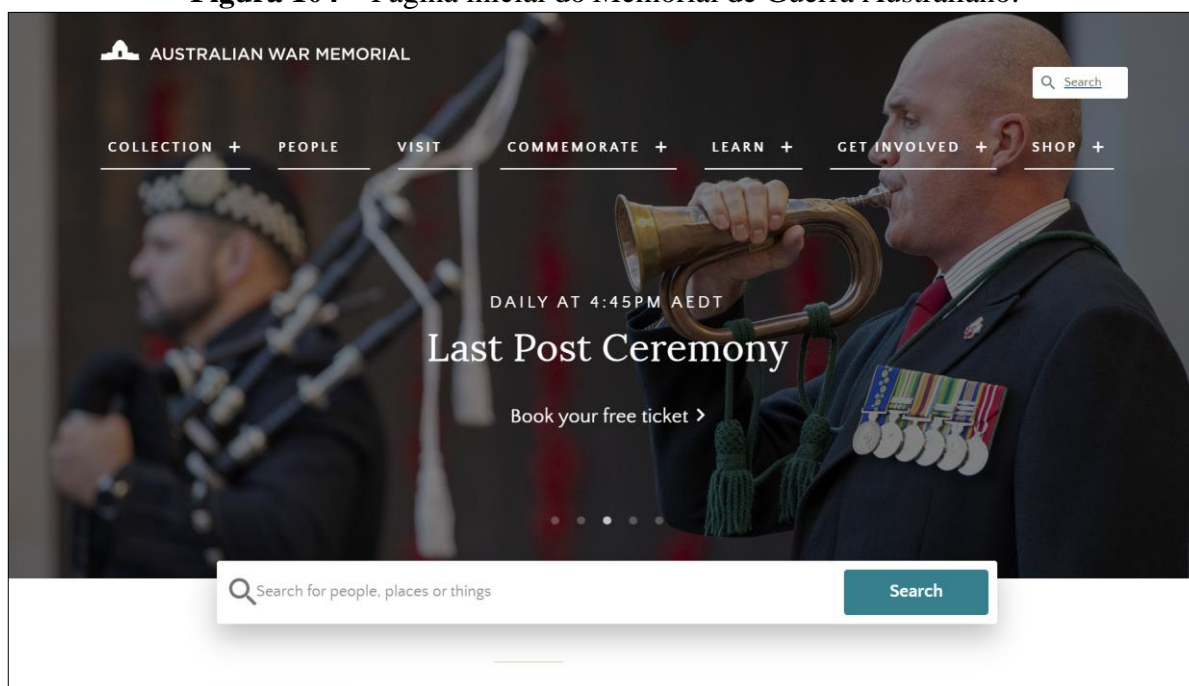 Figura 104 – Página inicial do Memorial de Guerra Australiano.
AUSTRALIAN WAR MEMORIAL
Search
COLLECTION + PEOPLE VISIT COMMEMORATE + LEARN + GET INVOLVED + SHOP +
DAILY AT 4:45PM AEDT
Last Post Ceremony
Book your free ticket >
Search for people, places or things
Search